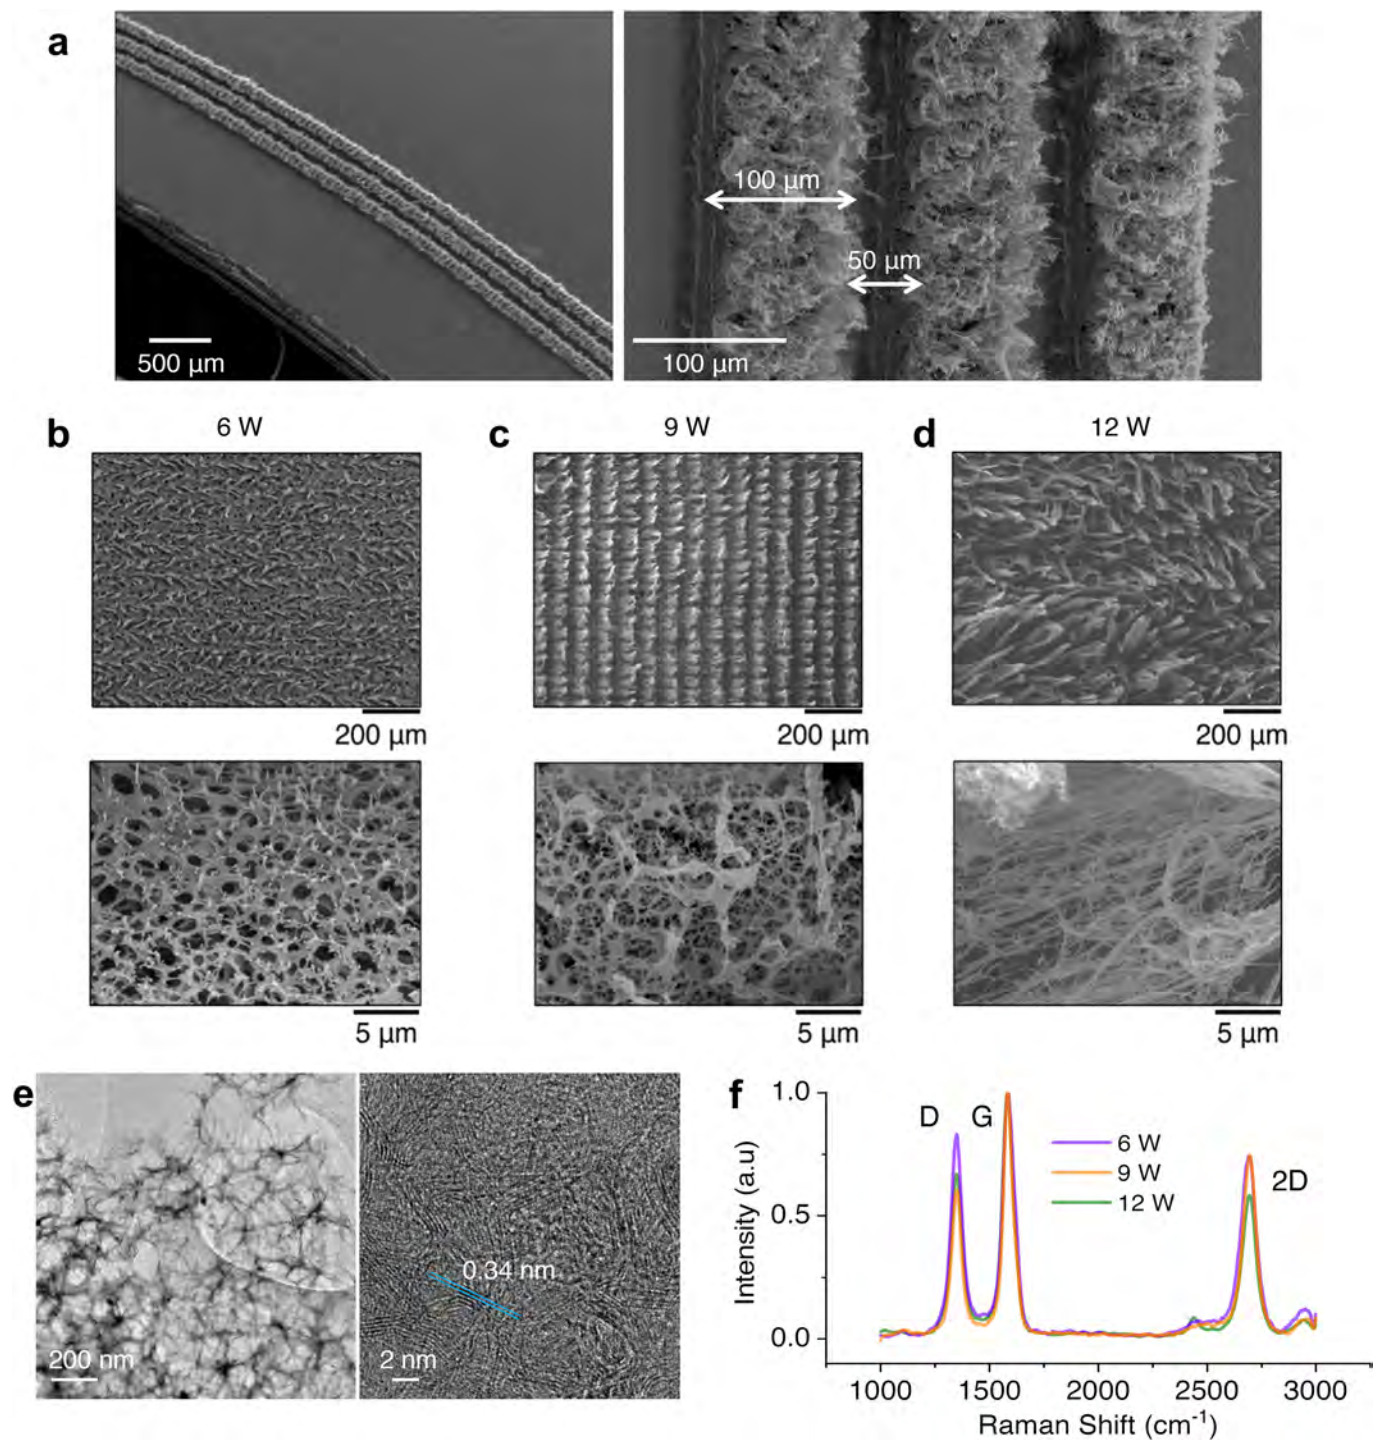 a
100 μm
50 μm
500 μm
100 μm
b
6 W
c
9 W
d
12 W
200 μm
200 μm
200 μm
5 μm
5 μm
5 μm
e
0.34 nm
200 nm
2 nm
f
1.0
0.5
0.0
D
G
2D
6 W
9 W
12 W
Intensity (a.u)
1000
1500
2000
2500
3000
Raman Shift (cm⁻¹)